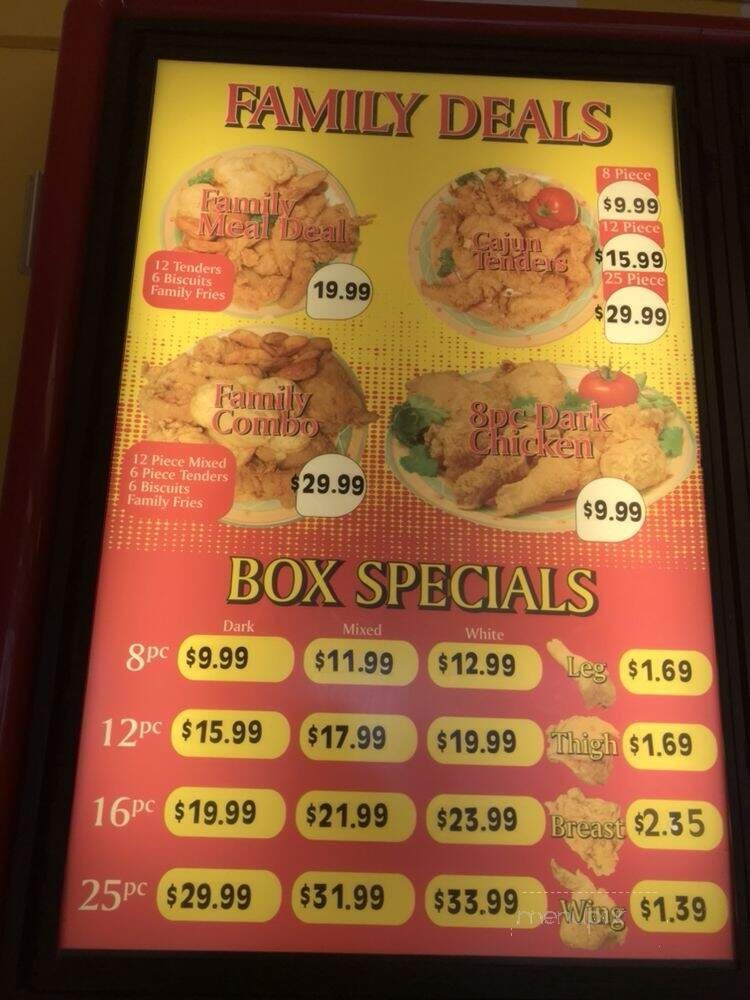 FAMILY DEALS
Family
Meal Deal
12 Tenders
6 Biscuits
Family Fries
19.99
Cajun
Tenders
8 Piece
$9.99
12 Piece
$15.99
25 Piece
$29.99
Family
Combo
12 Piece Mixed
6 Piece Tenders
6 Biscuits
Family Fries
$29.99
8pc Dark
Chicken
$9.99
BOX SPECIALS
Dark Mixed White
8pc $9.99 $11.99 $12.99 Leg $1.69
12pc $15.99 $17.99 $19.99 Thigh $1.69
16pc $19.99 $21.99 $23.99 Breast $2.35
25pc $29.99 $31.99 $33.99 Wing $1.39
menupix